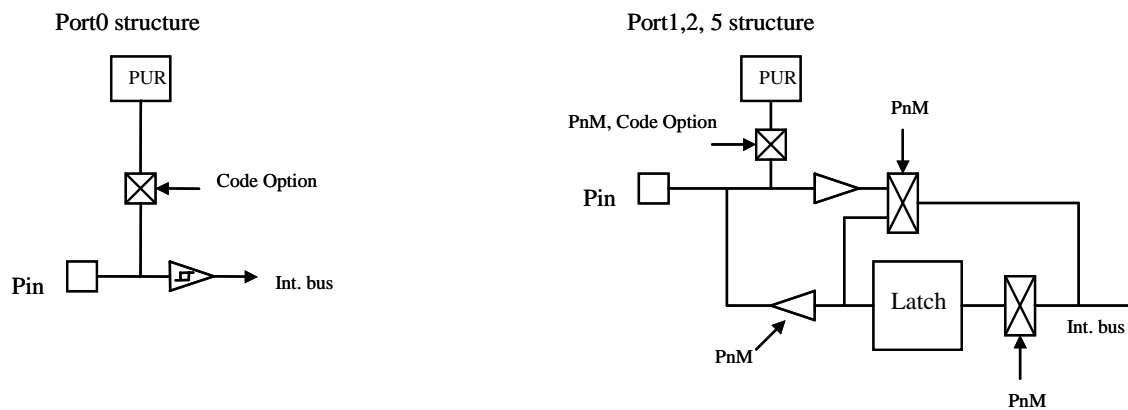 Port0 structure
PUR
Code Option
Pin
Int. bus
Port1,2, 5 structure
PUR
PnM, Code Option
PnM
Pin
Latch
PnM
Int. bus
PnM